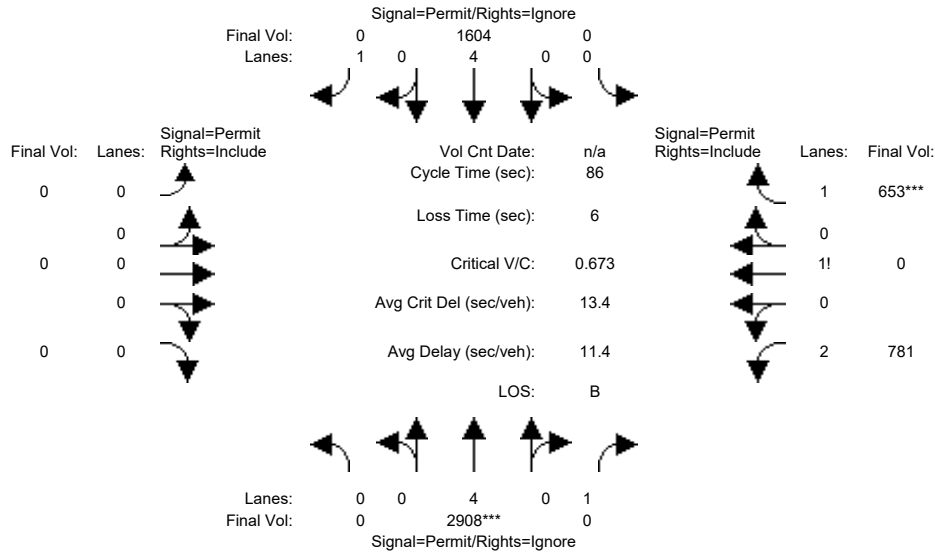 Signal=Permit/Rights=Ignore
Final Vol: 0 1604 0
Lanes: 1 0 4 0 0
Signal=Permit Signal=Permit
Final Vol: Lanes: Rights=Include Vol Cnt Date: n/a Rights=Include Lanes: Final Vol:
Cycle Time (sec): 86
0 0 1 653***
Loss Time (sec): 6
0 0
0 0 Critical V/C: 0.673 1! 0
0 Avg Crit Del (sec/veh): 13.4 0
0 0 Avg Delay (sec/veh): 11.4 2 781
LOS: B
Lanes: 0 0 4 0 1
Final Vol: 0 2908*** 0
Signal=Permit/Rights=Ignore